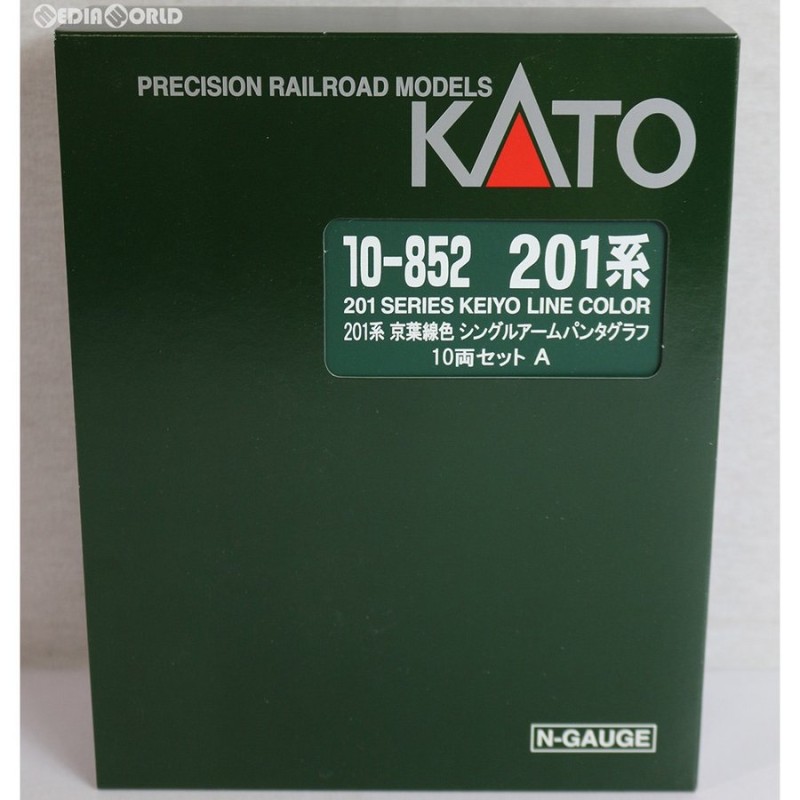 MEDIAWORLD
PRECISION RAILROAD MODELS
KATO
10-852 201系
201 SERIES KEIYO LINE COLOR
201系 京葉線色 シングルアームパンタグラフ
10両セット A
N-GAUGE